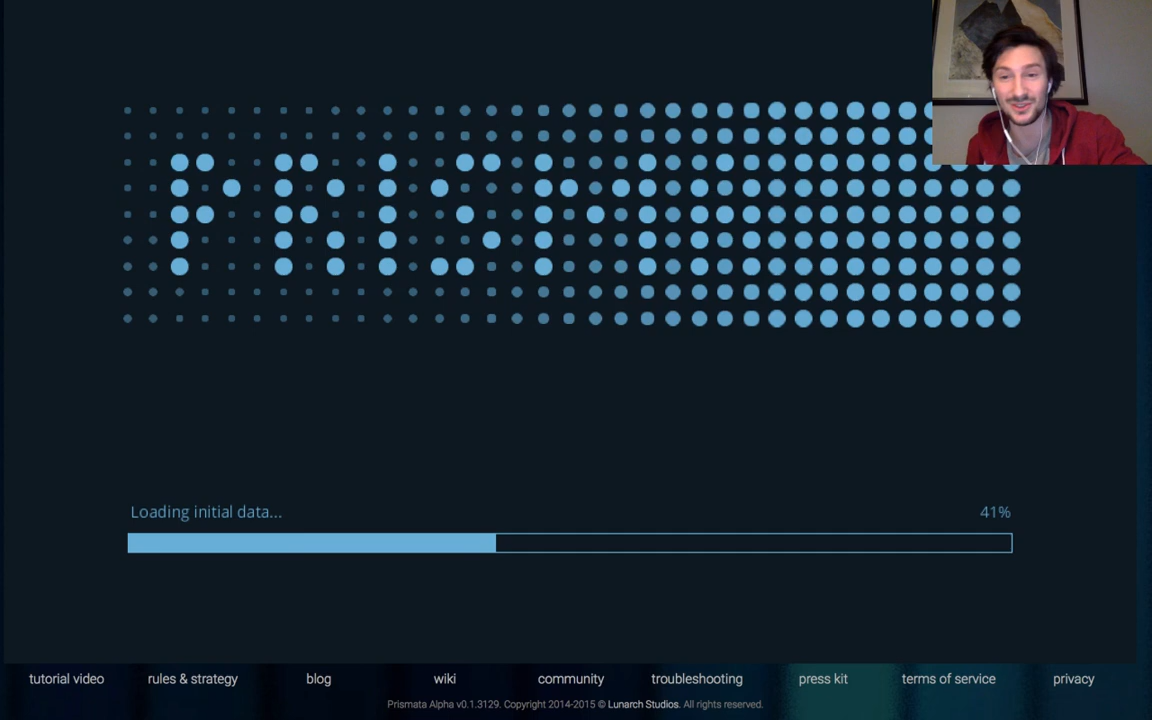 PRISM
Loading initial data...
41%
tutorial video
rules & strategy
blog
wiki
community
troubleshooting
press kit
terms of service
privacy
Prismata Alpha v0.1.3129. Copyright 2014-2015 © Lunarch Studios. All rights reserved.